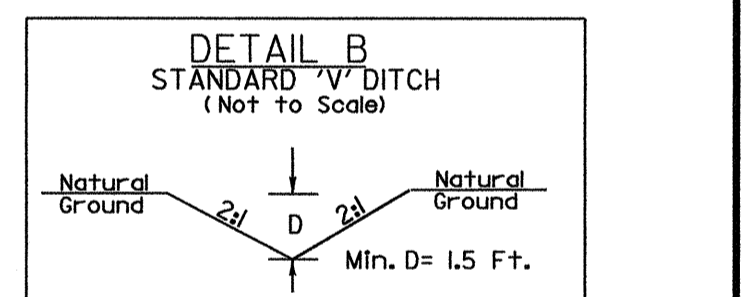 DETAIL B
STANDARD 'V' DITCH
(Not to Scale)
Natural
Ground
2:1
D
2:1
Natural
Ground
Min. D= 1.5 Ft.